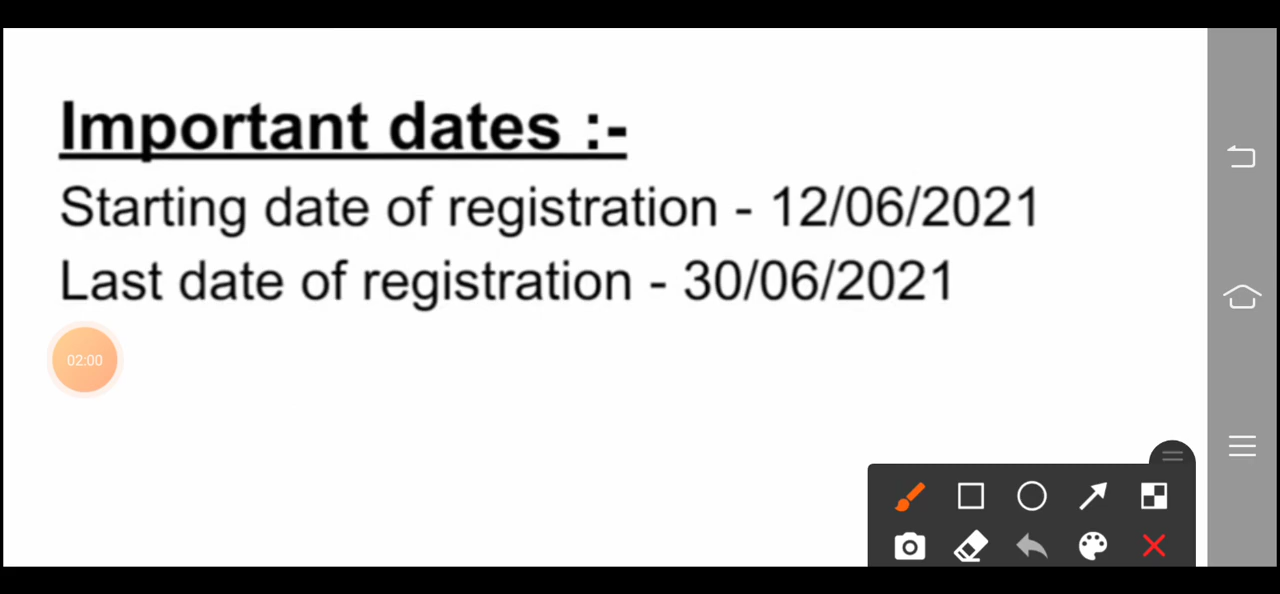 Important dates :-
Starting date of registration - 12/06/2021
Last date of registration - 30/06/2021
02:00